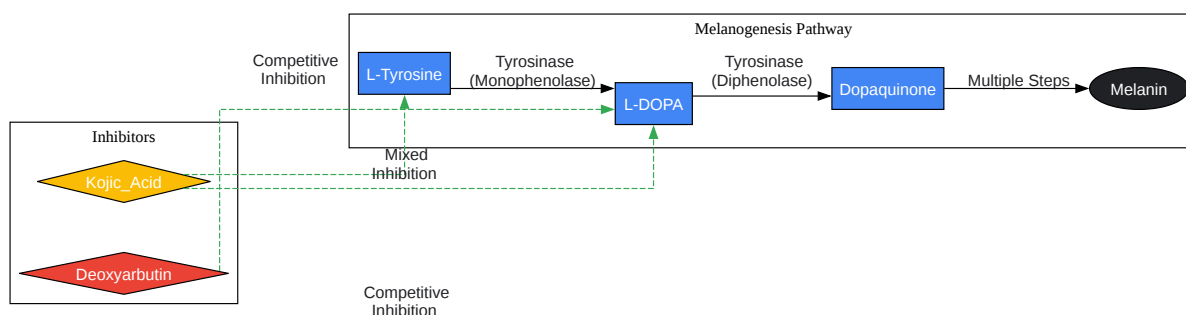 Melanogenesis Pathway
Competitive
Inhibition
L-Tyrosine
Tyrosinase
(Monophenolase)
L-DOPA
Tyrosinase
(Diphenolase)
Dopaquinone
Multiple Steps
Melanin
Inhibitors
Kojic_Acid
Mixed
Inhibition
Deoxyarbutin
Competitive
Inhibition